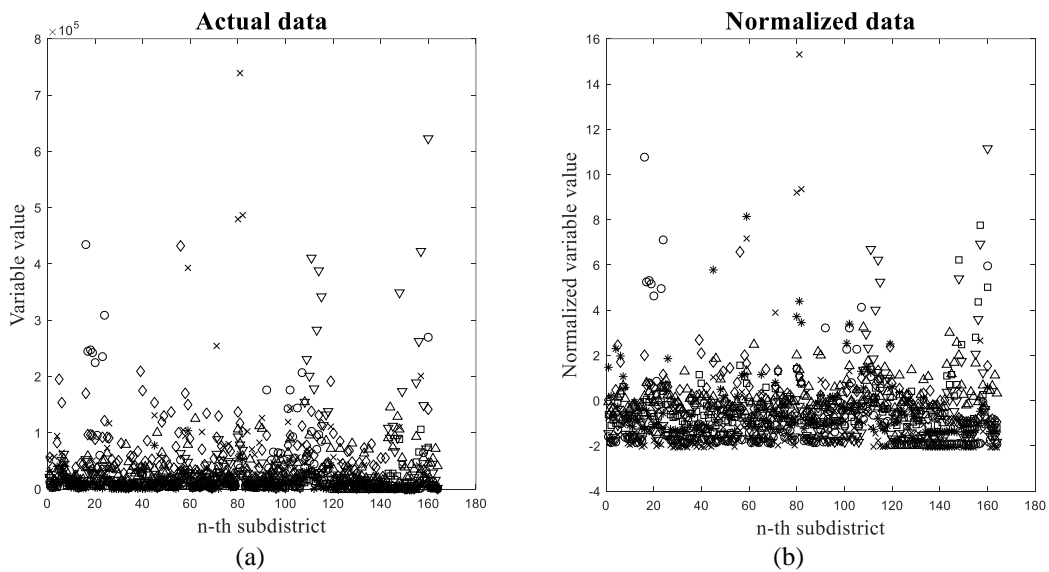 Actual data
×10⁵
8
7
6
5
4
3
2
1
0
Variable value
0 20 40 60 80 100 120 140 160 180
n-th subdistrict
(a)
Normalized data
16
14
12
10
8
6
4
2
0
-2
-4
Normalized variable value
0 20 40 60 80 100 120 140 160 180
n-th subdistrict
(b)